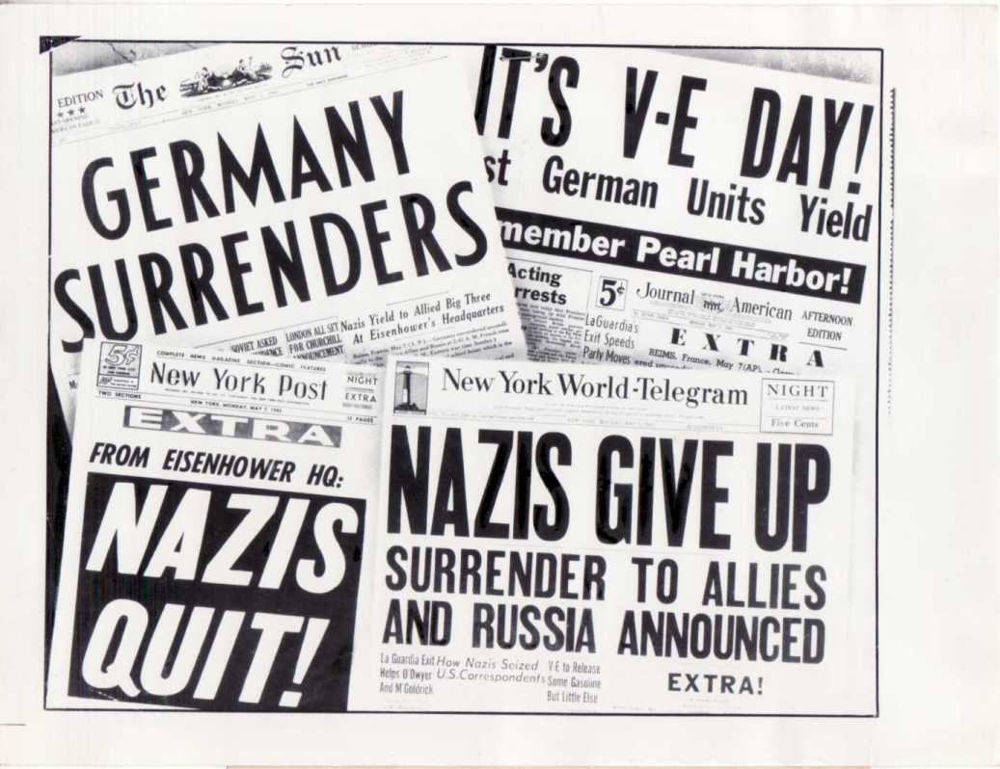 EDITION
The Sun
GERMANY
SURRENDERS
SOVIET ASKED
LONDON ALL SET
FOR CHURCHILL
ANNOUNCEMENT
Nazis Yield to Allied Big Three
At Eisenhower's Headquarters
IT'S V-E DAY!
st German Units Yield
member Pearl Harbor!
Acting
rrests
5¢
Journal American
AFTERNOON
EDITION
LaGuardia's
Exit Speeds
Party Moves
EXTRA
REIMS, France, May 7 (AP).
5¢
COMPLETE NEWS MAGAZINE SECTION—COMIC FEATURES
New York Post
NIGHT
EXTRA
TWO SECTIONS
NEW YORK, MONDAY, MAY 7, 1945
12 PAGES
EXTRA
FROM EISENHOWER HQ:
NAZIS
QUIT!
New York World-Telegram
NIGHT
LATEST NEWS
Five Cents
NAZIS GIVE UP
SURRENDER TO ALLIES
AND RUSSIA ANNOUNCED
La Guardia Exit
Helps O'Dwyer
And M'Goldrick
How Nazis Seized
U.S. Correspondents
V-E to Release
Some Gasoline
But Little Else
EXTRA!